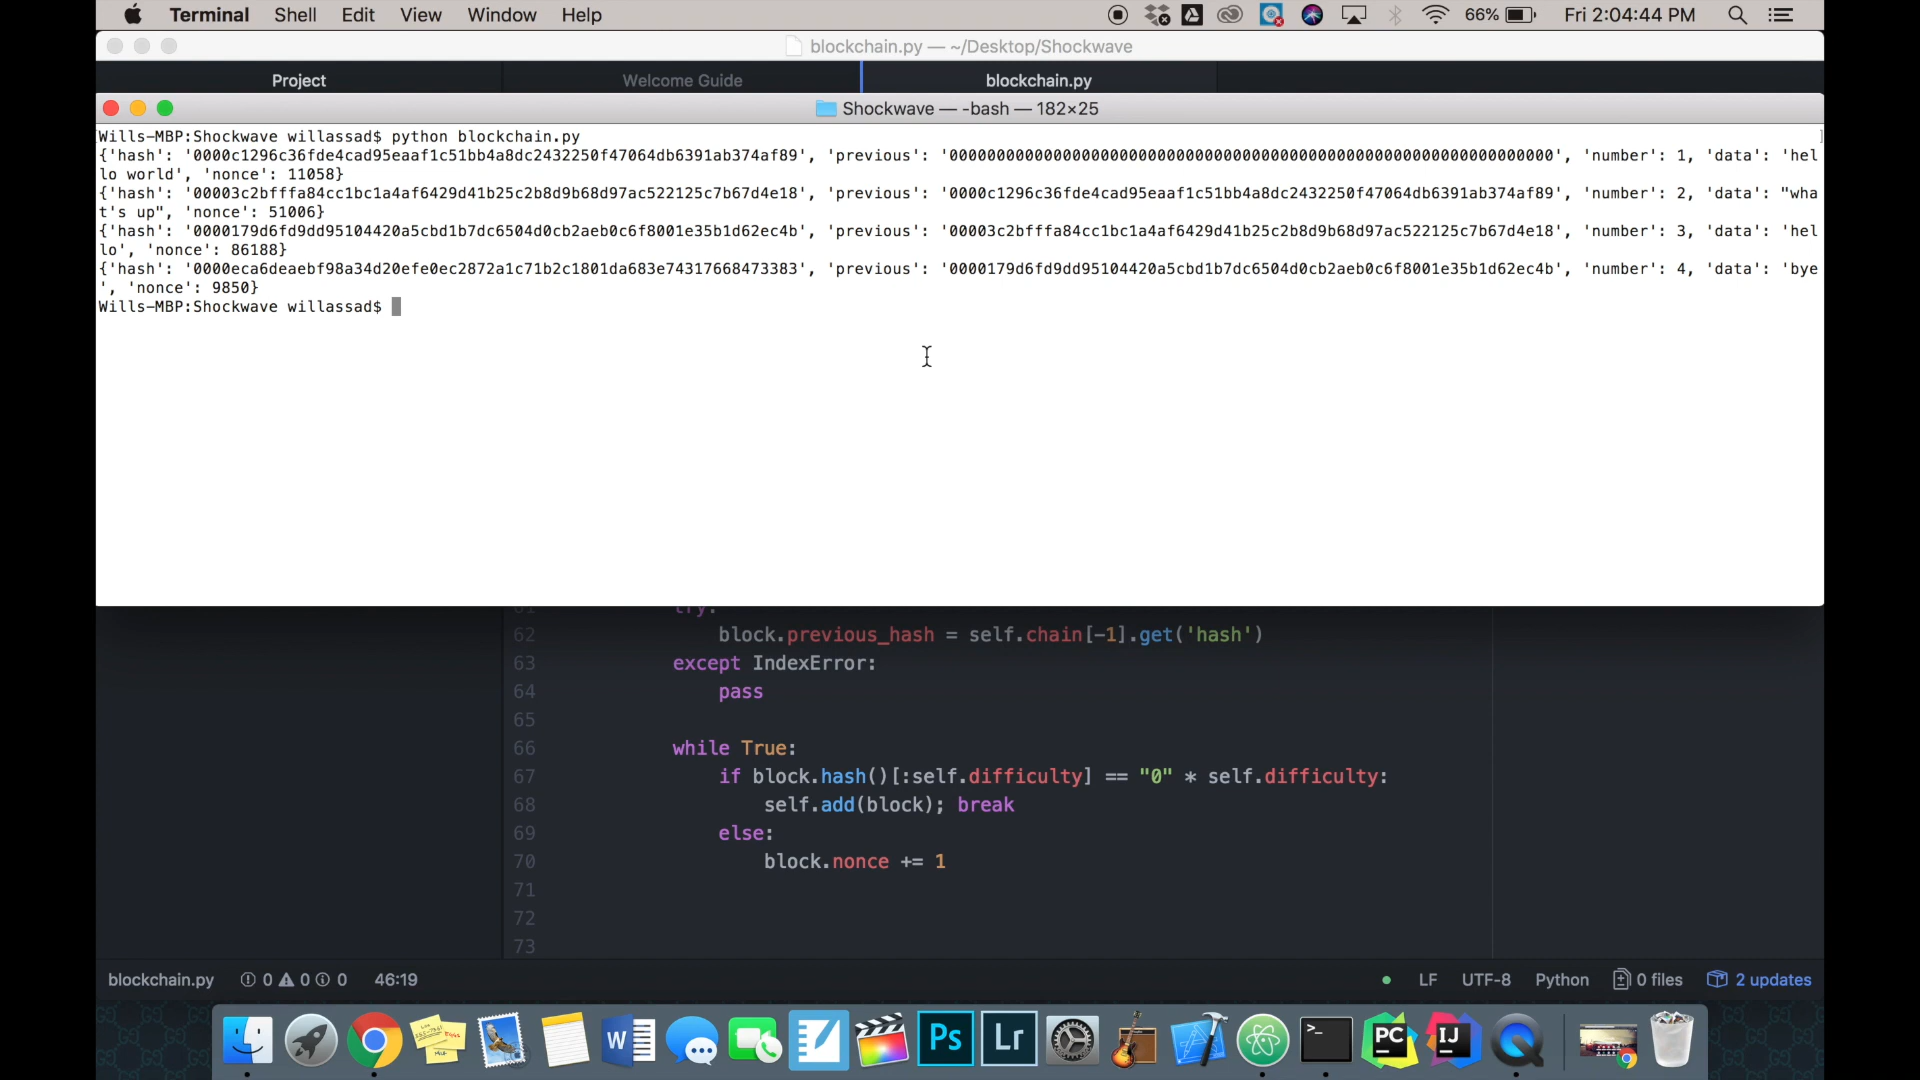 Terminal Shell Edit View Window Help 66% Fri 2:04:44 PM
blockchain.py — ~/Desktop/Shockwave
Project Welcome Guide blockchain.py
Shockwave — -bash — 182×25
Wills-MBP:Shockwave willassad$ python blockchain.py
{'hash': '0000c1296c36fde4cad95eaaf1c51bb4a8dc2432250f47064db6391ab374af89', 'previous': '0000000000000000000000000000000000000000000000000000000000000000', 'number': 1, 'data': 'hel
lo world', 'nonce': 11058}
{'hash': '00003c2bfffa84cc1bc1a4af6429d41b25c2b8d9b68d97ac522125c7b67d4e18', 'previous': '0000c1296c36fde4cad95eaaf1c51bb4a8dc2432250f47064db6391ab374af89', 'number': 2, 'data': "wha
t's up", 'nonce': 51006}
{'hash': '0000179d6fd9dd95104420a5cbd1b7dc6504d0cb2aeb0c6f8001e35b1d62ec4b', 'previous': '00003c2bfffa84cc1bc1a4af6429d41b25c2b8d9b68d97ac522125c7b67d4e18', 'number': 3, 'data': 'hel
lo', 'nonce': 86188}
{'hash': '0000eca6deaebf98a34d20efe0ec2872a1c71b2c1801da683e74317668473383', 'previous': '0000179d6fd9dd95104420a5cbd1b7dc6504d0cb2aeb0c6f8001e35b1d62ec4b', 'number': 4, 'data': 'bye
', 'nonce': 9850}
Wills-MBP:Shockwave willassad$
61 try:
62 block.previous_hash = self.chain[-1].get('hash')
63 except IndexError:
64 pass
65
66 while True:
67 if block.hash()[:self.difficulty] == "0" * self.difficulty:
68 self.add(block); break
69 else:
70 block.nonce += 1
71
72
73
blockchain.py 0 0 0 46:19 LF UTF-8 Python 0 files 2 updates
W Ps Lr >_ PC IJ